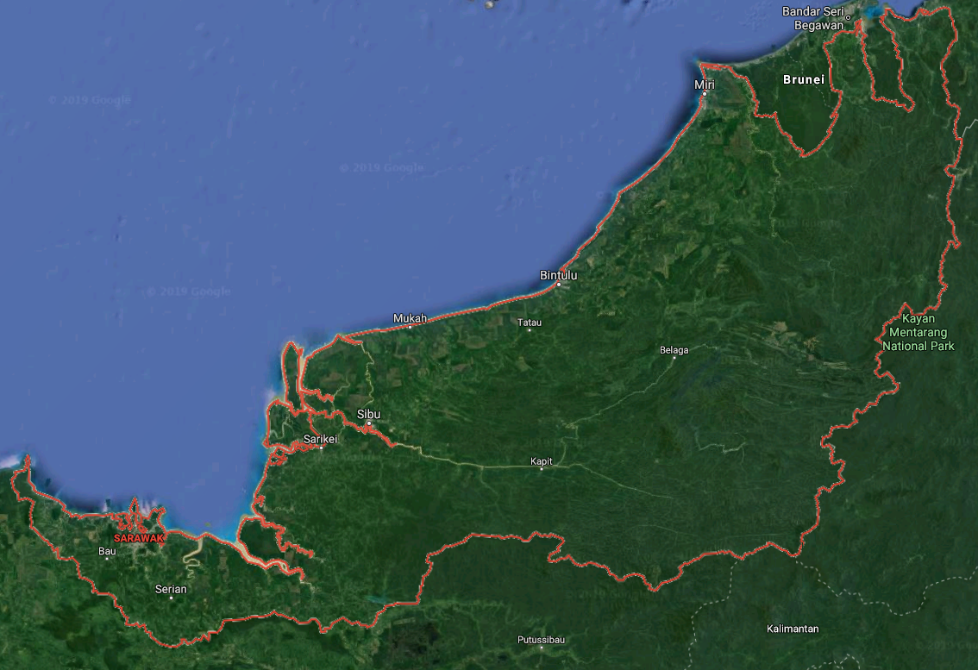 Bandar Seri
Begawan
© 2019 Google
Miri
Brunei
© 2019 Google
Bintulu
© 2019 Google
Mukah
Tatau
Kayan
Mentarang
National Park
Belaga
Sibu
Sarikei
Kapit
SARAWAK
Bau
Serian
Putussibau
Kalimantan